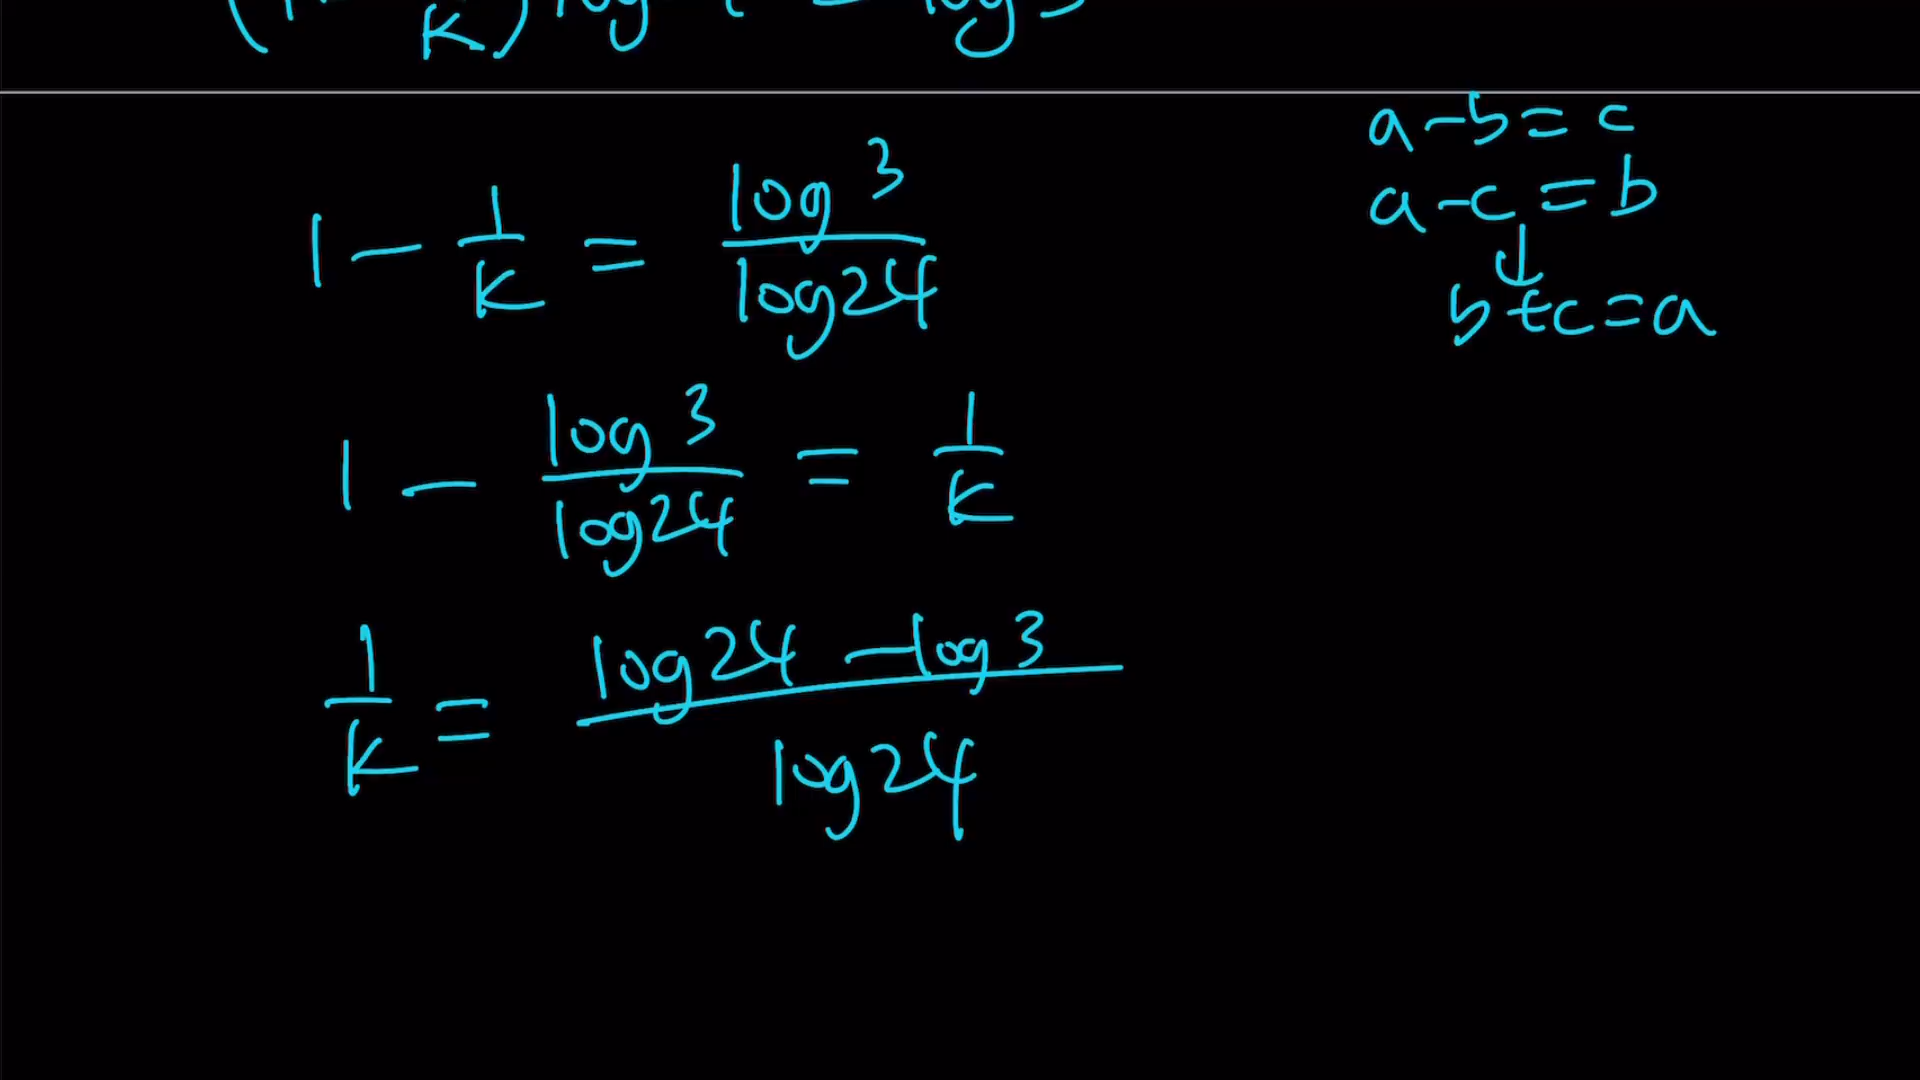 k) log
1 - 1/k = log 3 / log 24
1 - log 3 / log 24 = 1/k
1/k = (log 24 - log 3) / log 24
a - b = c
a - c = b
↓
b + c = a